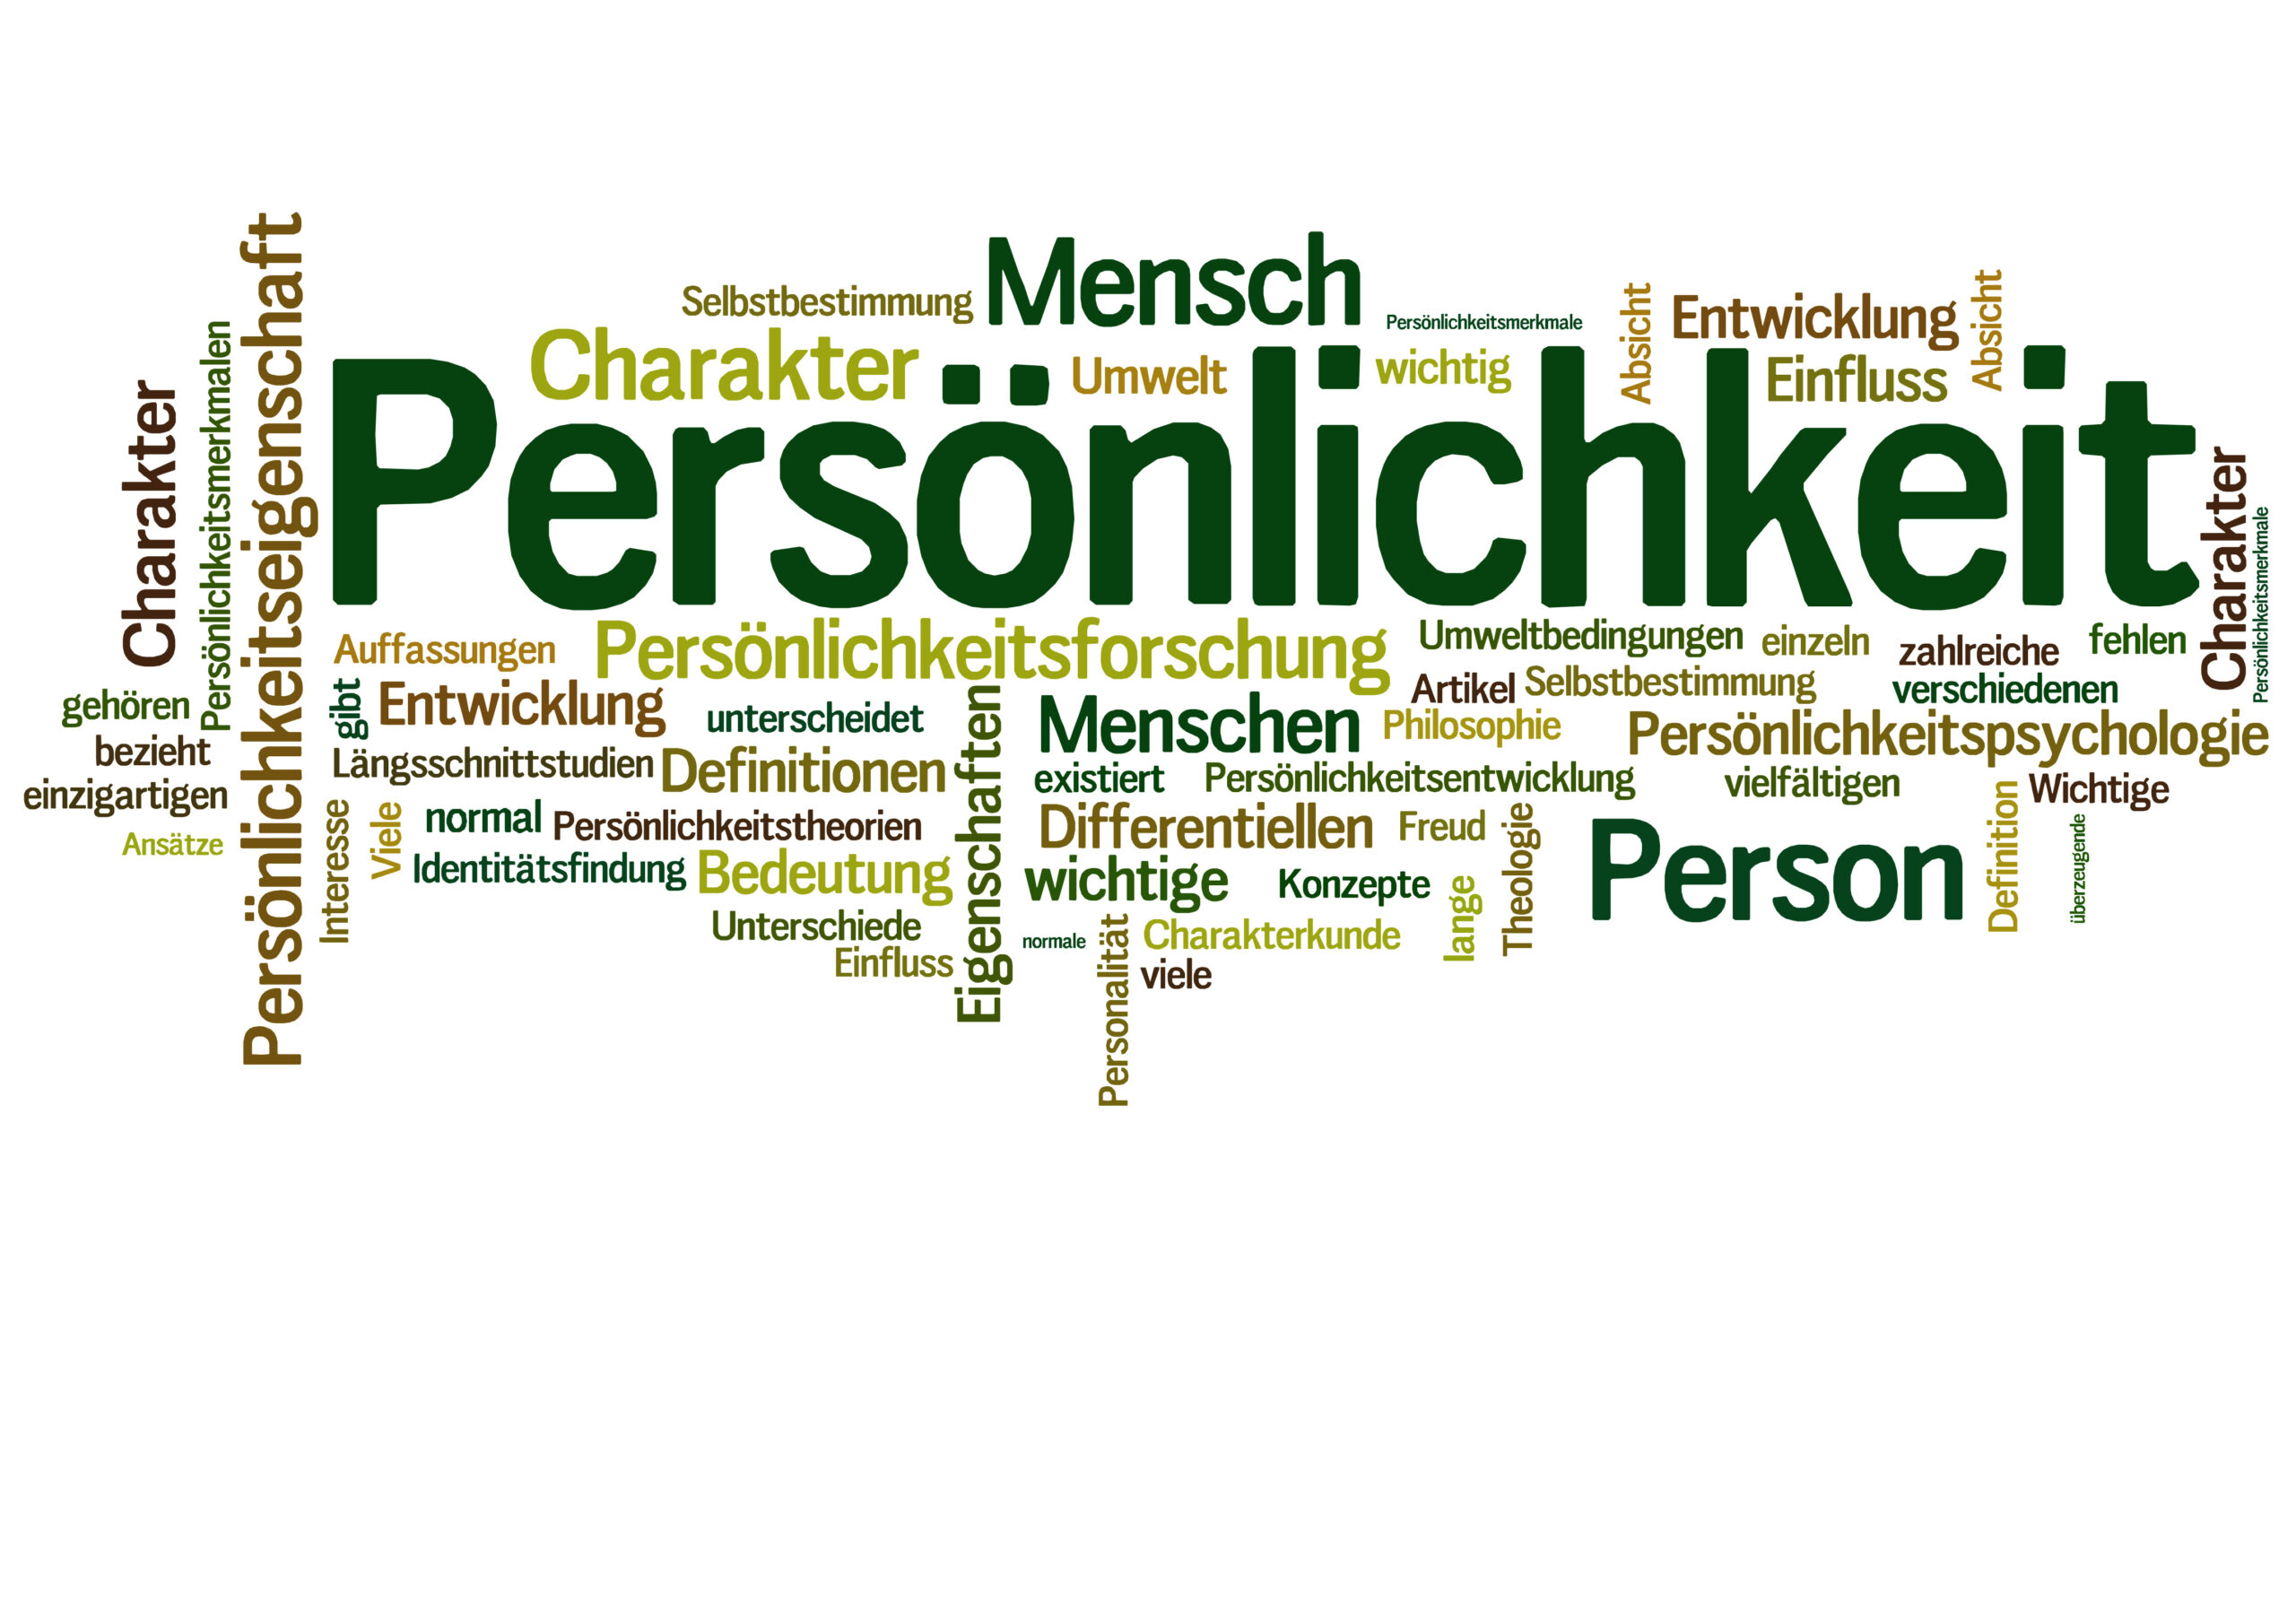 Mensch
Selbstbestimmung
Persönlichkeitsmerkmale
Absicht
Entwicklung
Absicht
Charakter
Umwelt
wichtig
Einfluss
Persönlichkeit
Charakter
Persönlichkeitsmerkmalen
Persönlichkeitseigenschaft
Charakter
Persönlichkeitsmerkmale
Auffassungen
Persönlichkeitsforschung
Umweltbedingungen
einzeln
zahlreiche
fehlen
gehören
gibt
Entwicklung
unterscheidet
Eigenschaften
Menschen
Artikel
Selbstbestimmung
verschiedenen
Philosophie
Persönlichkeitspsychologie
bezieht
Längsschnittstudien
Definitionen
existiert
Persönlichkeitsentwicklung
vielfältigen
Wichtige
einzigartigen
Interesse
Viele
normal
Persönlichkeitstheorien
Differentiellen
Freud
Theologie
Person
Definition
überzeugende
Ansätze
Identitätsfindung
Bedeutung
wichtige
Konzepte
lange
Unterschiede
normale
Personalität
Charakterkunde
Einfluss
viele